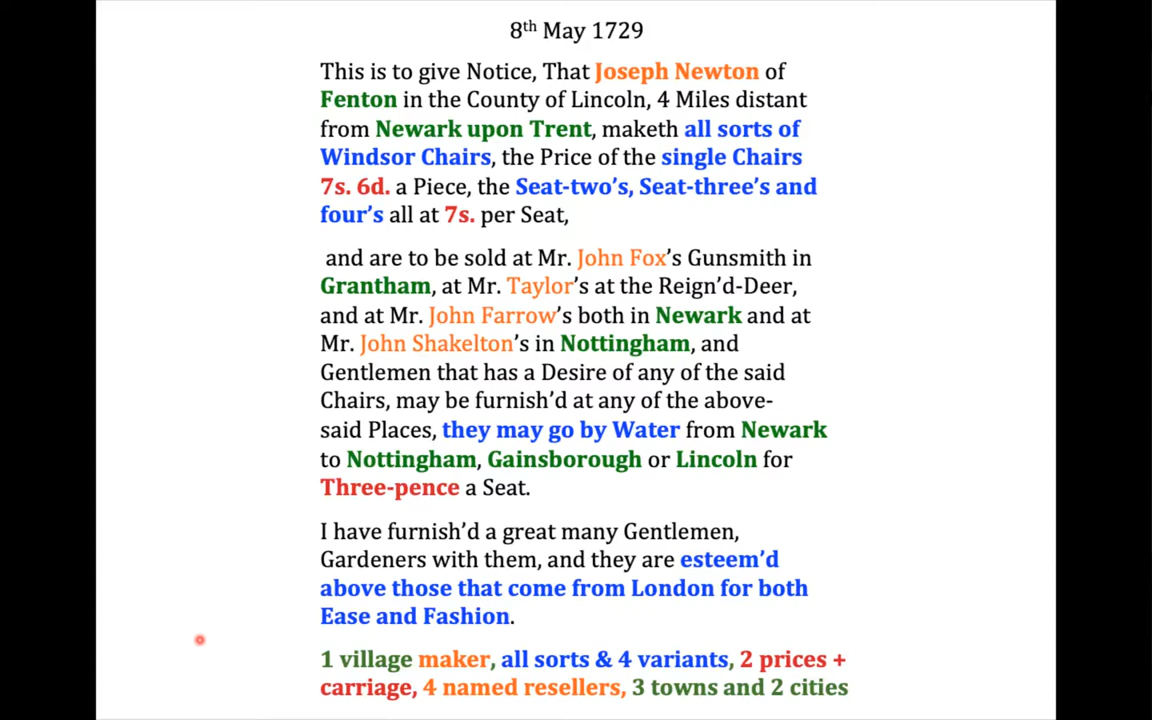 8th May 1729
This is to give Notice, That Joseph Newton of
Fenton in the County of Lincoln, 4 Miles distant
from Newark upon Trent, maketh all sorts of
Windsor Chairs, the Price of the single Chairs
7s. 6d. a Piece, the Seat-two's, Seat-three's and
four's all at 7s. per Seat,
and are to be sold at Mr. John Fox's Gunsmith in
Grantham, at Mr. Taylor's at the Reign'd-Deer,
and at Mr. John Farrow's both in Newark and at
Mr. John Shakelton's in Nottingham, and
Gentlemen that has a Desire of any of the said
Chairs, may be furnish'd at any of the above-
said Places, they may go by Water from Newark
to Nottingham, Gainsborough or Lincoln for
Three-pence a Seat.
I have furnish'd a great many Gentlemen,
Gardeners with them, and they are esteem'd
above those that come from London for both
Ease and Fashion.
1 village maker, all sorts & 4 variants, 2 prices +
carriage, 4 named resellers, 3 towns and 2 cities